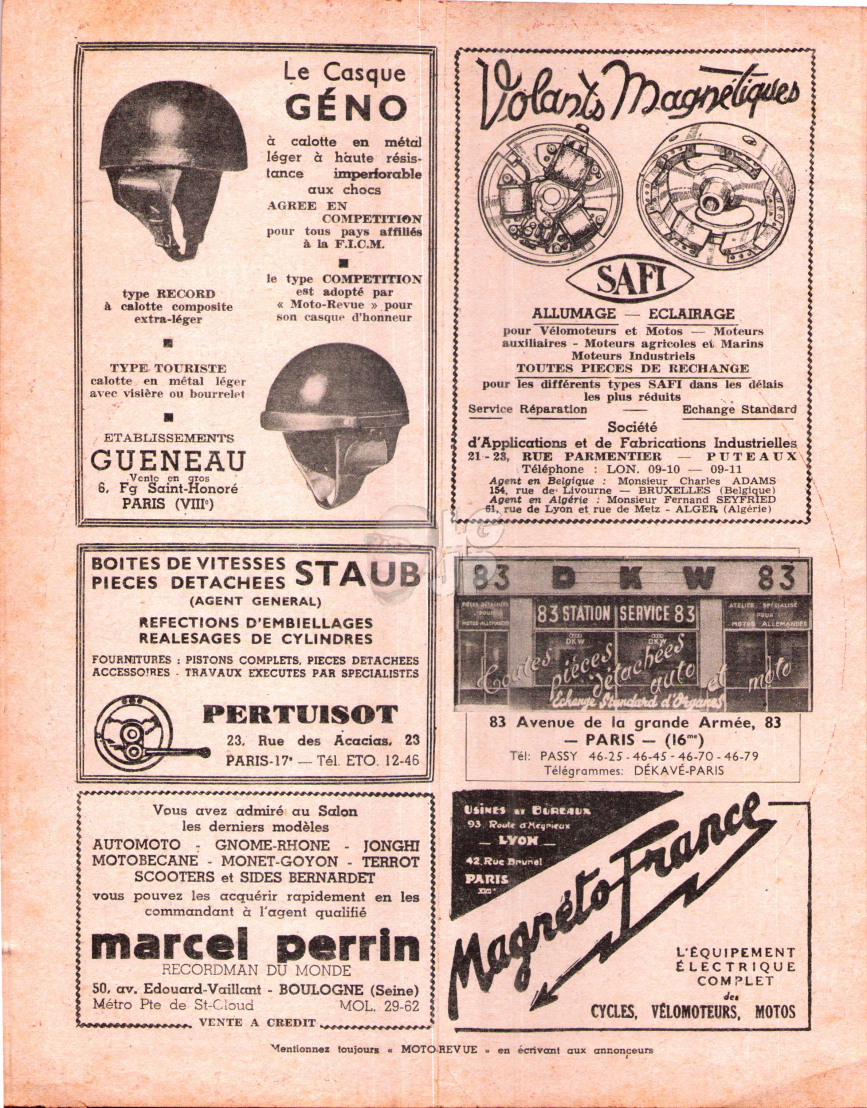 Le Casque
GÉNO
à calotte en métal
léger à haute résis-
tance imperforable
aux chocs
AGREE EN
COMPETITION
pour tous pays affiliés
à la F.I.C.M.
le type COMPETITION
est adopté par
« Moto-Revue » pour
son casque d'honneur
type RECORD
à calotte composite
extra-léger
TYPE TOURISTE
calotte en métal léger
avec visière ou bourrelet
ETABLISSEMENTS
GUENEAU
Vente en gros
6, Fg Saint-Honoré
PARIS (VIIIe)
Volants Magnétiques
SAFI
ALLUMAGE — ECLAIRAGE
pour Vélomoteurs et Motos — Moteurs
auxiliaires - Moteurs agricoles et Marins
Moteurs Industriels
TOUTES PIECES DE RECHANGE
pour les différents types SAFI dans les délais
les plus réduits
Service Réparation — Echange Standard
Société
d'Applications et de Fabrications Industrielles
21-23, RUE PARMENTIER — PUTEAUX
Téléphone : LON. 09-10 — 09-11
Agent en Belgique : Monsieur Charles ADAMS
154, rue de Livourne — BRUXELLES (Belgique)
Agent en Algérie : Monsieur Fernand SEYFRIED
61, rue de Lyon et rue de Metz - ALGER (Algérie)
BOITES DE VITESSES
PIECES DETACHEES STAUB
(AGENT GENERAL)
REFECTIONS D'EMBIELLAGES
REALESAGES DE CYLINDRES
FOURNITURES : PISTONS COMPLETS, PIECES DETACHEES
ACCESSOIRES - TRAVAUX EXECUTES PAR SPECIALISTES
PERTUISOT
23, Rue des Acacias, 23
PARIS-17e — Tél. ETO. 12-46
83 DKW 83
PIECES DETACHEES
POUR
MOTOS ALLEMANDES
83 STATION SERVICE 83
ATELIER SPECIALISE
POUR
MOTOS ALLEMANDES
DKW
DKW
Toutes pièces
détachées
auto et moto
Echange Standard d'Organes
83 Avenue de la grande Armée, 83
— PARIS — (16me)
Tél: PASSY 46-25 - 46-45 - 46-70 - 46-79
Télégrammes: DÉKAVÉ-PARIS
Vous avez admiré au Salon
les derniers modèles
AUTOMOTO - GNOME-RHONE - JONGHI
MOTOBECANE - MONET-GOYON - TERROT
SCOOTERS et SIDES BERNARDET
vous pouvez les acquérir rapidement en les
commandant à l'agent qualifié
marcel perrin
RECORDMAN DU MONDE
50, av. Edouard-Vaillant - BOULOGNE (Seine)
Métro Pte de St-Cloud MOL. 29-62
VENTE A CREDIT
USINES ET BUREAUX
93, Route d'Heyrieux
— LYON —
42, Rue Brunel
PARIS
Magnéto-France
L'ÉQUIPEMENT
ÉLECTRIQUE
COMPLET
des
CYCLES, VÉLOMOTEURS, MOTOS
Mentionnez toujours « MOTO-REVUE » en écrivant aux annonceurs